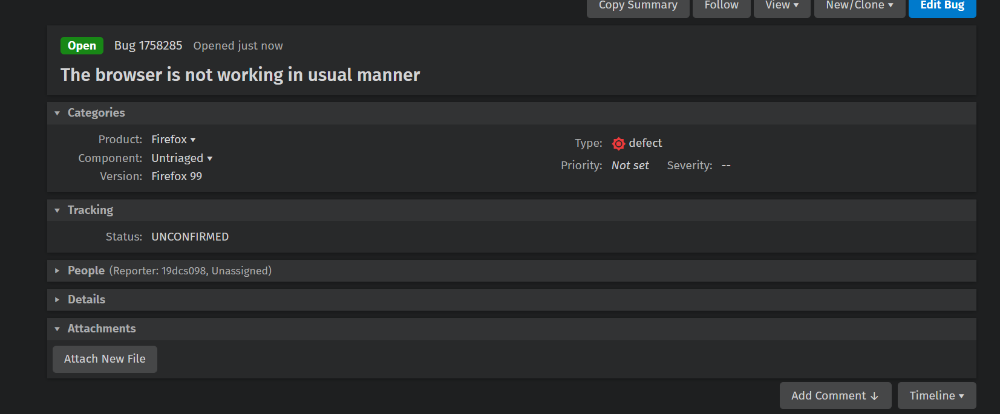 Copy Summary Follow View New/Clone Edit Bug
Open Bug 1758285 Opened just now
The browser is not working in usual manner
Categories
Product: Firefox
Component: Untriaged
Version: Firefox 99
Type: defect
Priority: Not set Severity: --
Tracking
Status: UNCONFIRMED
People (Reporter: 19dcs098, Unassigned)
Details
Attachments
Attach New File
Add Comment ↓ Timeline